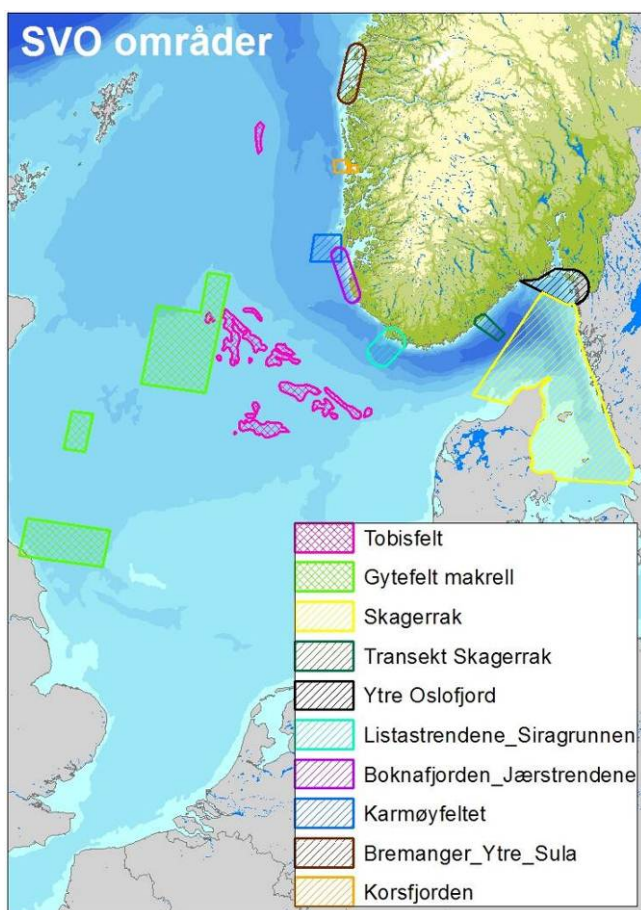 SVO områder
Tobisfelt
Gytefelt makrell
Skagerrak
Transekt Skagerrak
Ytre Oslofjord
Listastrendene_Siragrunnen
Boknafjorden_Jærstrendene
Karmøyfeltet
Bremanger_Ytre_Sula
Korsfjorden